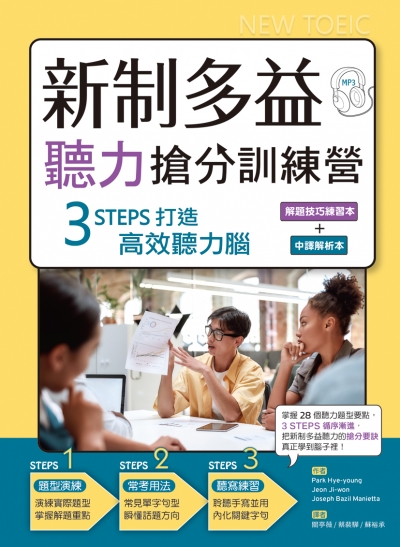 NEW TOEIC
新制多益
MP3
聽力搶分訓練營
3 STEPS 打造
高效聽力腦
解題技巧練習本
+
中譯解析本
掌握 28 個聽力題型要點，
3 STEPS 循序漸進，
把新制多益聽力的搶分要訣
真正學到腦子裡！
STEPS 1
題型演練
演練實際題型
掌握解題重點
STEPS 2
常考用法
常見單字句型
瞬懂話題方向
STEPS 3
聽寫練習
聆聽手寫並用
內化關鍵字句
作者
Park Hye-young
Jeon Ji-won
Joseph Bazil Manietta
譯者
關亭薇 / 蔡裴驊 / 蘇裕承